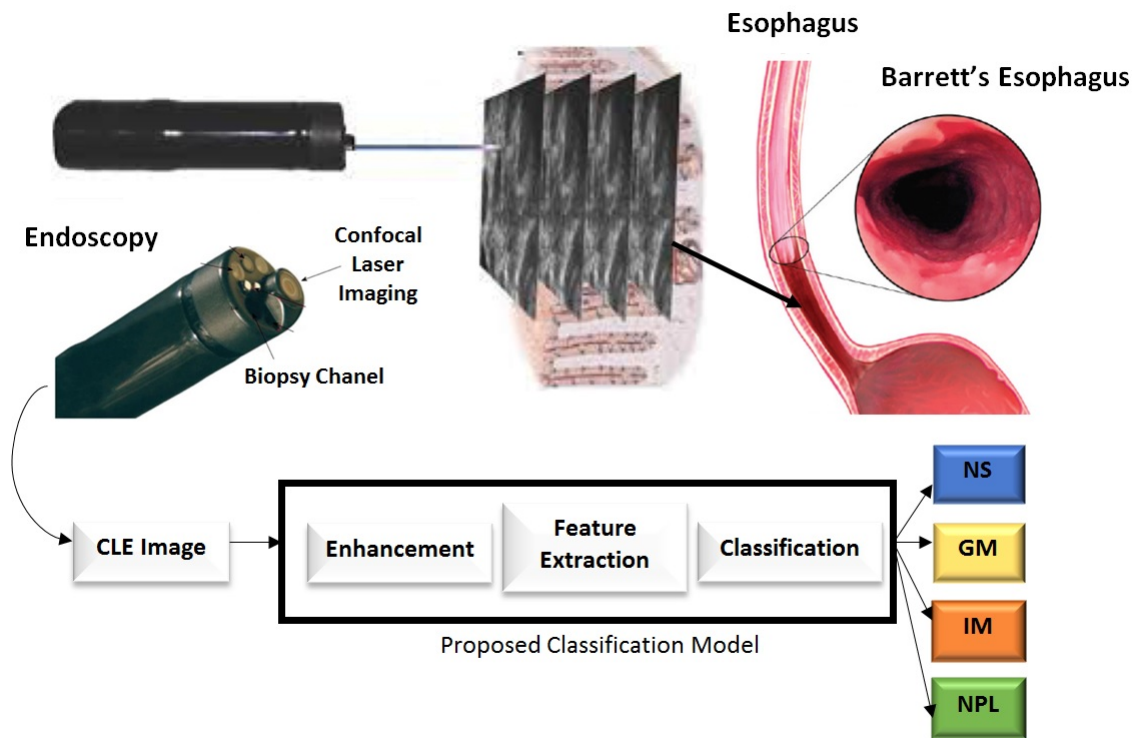 Esophagus
Barrett's Esophagus
Endoscopy
Confocal
Laser
Imaging
Biopsy Chanel
CLE Image
Enhancement
Feature
Extraction
Classification
Proposed Classification Model
NS
GM
IM
NPL